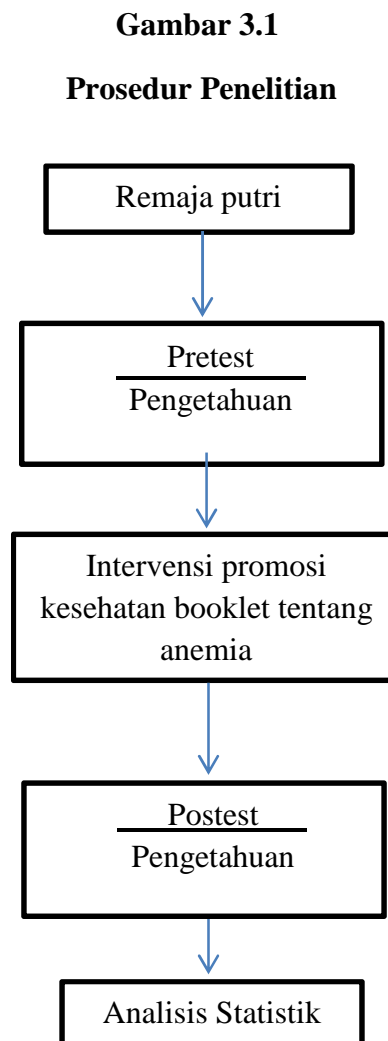 Gambar 3.1
Prosedur Penelitian
Remaja putri
Pretest
Pengetahuan
Intervensi promosi
kesehatan booklet tentang
anemia
Postest
Pengetahuan
Analisis Statistik